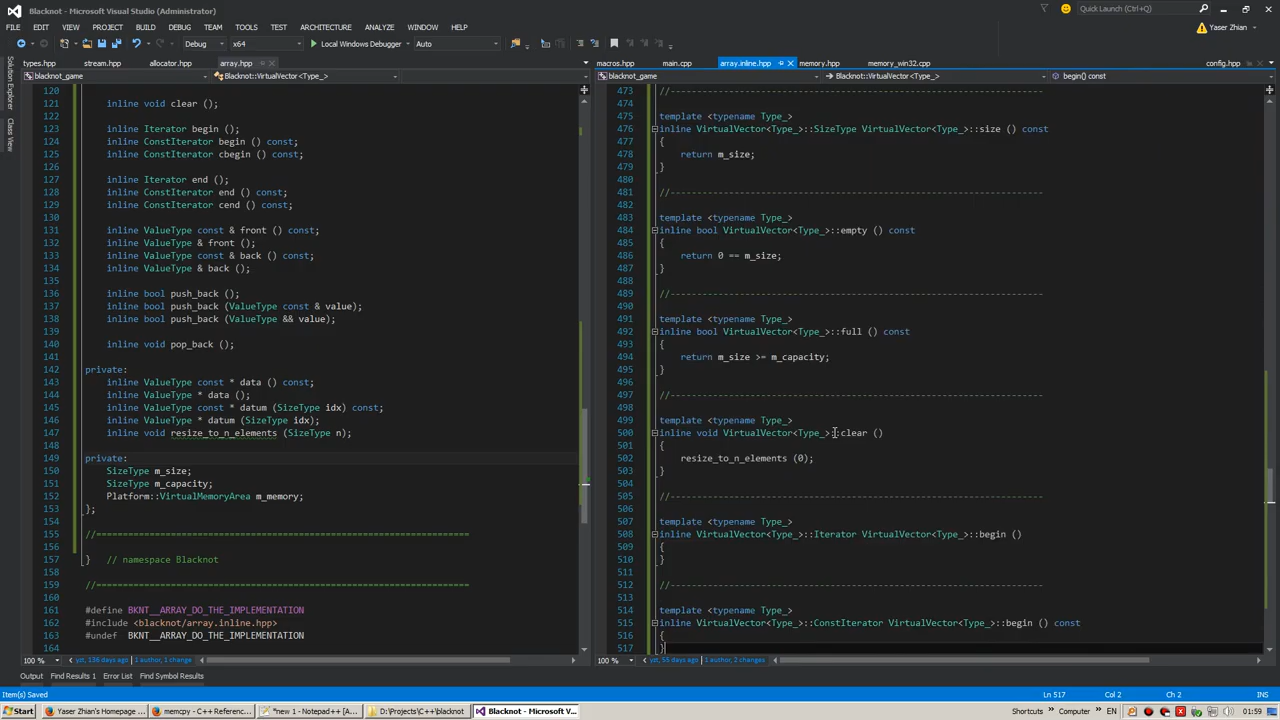 Blacknot - Microsoft Visual Studio (Administrator)
Quick Launch (Ctrl+Q)
FILE EDIT VIEW PROJECT BUILD DEBUG TEAM TOOLS TEST ARCHITECTURE ANALYZE WINDOW HELP
Yaser Zhian
Debug x64 Local Windows Debugger Auto
types.hpp stream.hpp allocator.hpp array.hpp
macros.hpp main.cpp array.inline.hpp memory.hpp memory_win32.cpp config.hpp
blacknot_game Blacknot::VirtualVector<Type_>
blacknot_game Blacknot::VirtualVector<Type_> begin() const
Solution Explorer
Class View
120
121 inline void clear ();
122
123 inline Iterator begin ();
124 inline ConstIterator begin () const;
125 inline ConstIterator cbegin () const;
126
127 inline Iterator end ();
128 inline ConstIterator end () const;
129 inline ConstIterator cend () const;
130
131 inline ValueType const & front () const;
132 inline ValueType & front ();
133 inline ValueType const & back () const;
134 inline ValueType & back ();
135
136 inline bool push_back ();
137 inline bool push_back (ValueType const & value);
138 inline bool push_back (ValueType && value);
139
140 inline void pop_back ();
141
142 private:
143 inline ValueType const * data () const;
144 inline ValueType * data ();
145 inline ValueType const * datum (SizeType idx) const;
146 inline ValueType * datum (SizeType idx);
147 inline void resize_to_n_elements (SizeType n);
148
149 private:
150 SizeType m_size;
151 SizeType m_capacity;
152 Platform::VirtualMemoryArea m_memory;
153 };
154
155 //=========================================================================
156
157 } // namespace Blacknot
158
159 //=========================================================================
160
161 #define BKNT__ARRAY_DO_THE_IMPLEMENTATION
162 #include <blacknot/array.inline.hpp>
163 #undef BKNT__ARRAY_DO_THE_IMPLEMENTATION
164
100 % yzt, 136 days ago | 1 author, 1 change
473 //-------------------------------------------------------------------------
474
475 template <typename Type_>
476 inline VirtualVector<Type_>::SizeType VirtualVector<Type_>::size () const
477 {
478 return m_size;
479 }
480
481 //-------------------------------------------------------------------------
482
483 template <typename Type_>
484 inline bool VirtualVector<Type_>::empty () const
485 {
486 return 0 == m_size;
487 }
488
489 //-------------------------------------------------------------------------
490
491 template <typename Type_>
492 inline bool VirtualVector<Type_>::full () const
493 {
494 return m_size >= m_capacity;
495 }
496
497 //-------------------------------------------------------------------------
498
499 template <typename Type_>
500 inline void VirtualVector<Type_>::clear ()
501 {
502 resize_to_n_elements (0);
503 }
504
505 //-------------------------------------------------------------------------
506
507 template <typename Type_>
508 inline VirtualVector<Type_>::Iterator VirtualVector<Type_>::begin ()
509 {
510 }
511
512 //-------------------------------------------------------------------------
513
514 template <typename Type_>
515 inline VirtualVector<Type_>::ConstIterator VirtualVector<Type_>::begin () const
516 {
517 }
100 % yzt, 55 days ago | 1 author, 2 changes
Output Find Results 1 Error List Find Symbol Results
Item(s) Saved Ln 517 Col 2 Ch 2 INS
Start Yaser Zhian's Homepage ... memcpy - C++ Referenc... *new 1 - Notepad++ [A... D:\Projects\C++\blacknot Blacknot - Microsoft Vi... Shortcuts » Computer » EN 01:59